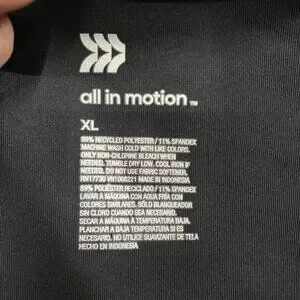 all in motion™
XL
89% RECYCLED POLYESTER / 11% SPANDEX
MACHINE WASH COLD WITH LIKE COLORS.
ONLY NON-CHLORINE BLEACH WHEN
NEEDED. TUMBLE DRY LOW. COOL IRON IF
NEEDED. DO NOT USE FABRIC SOFTENER.
RN17730 VN1066221 MADE IN INDONESIA
89% POLIÉSTER RECICLADO / 11% SPANDEX
LAVAR A MÁQUINA CON AGUA FRÍA CON
COLORES SIMILARES. SÓLO BLANQUEADOR
SIN CLORO CUANDO SEA NECESARIO.
SECAR A MÁQUINA A TEMPERATURA BAJA.
PLANCHAR A BAJA TEMPERATURA SI ES
NECESARIO. NO UTILICE SUAVIZANTE DE TELA
HECHO EN INDONESIA